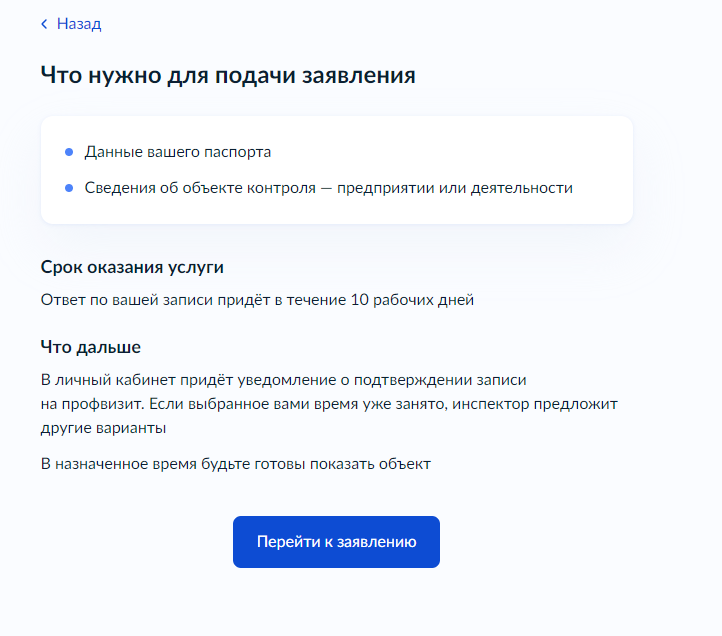 Назад
Что нужно для подачи заявления
Данные вашего паспорта
Сведения об объекте контроля — предприятии или деятельности
Срок оказания услуги
Ответ по вашей записи придёт в течение 10 рабочих дней
Что дальше
В личный кабинет придёт уведомление о подтверждении записи
на профвизит. Если выбранное вами время уже занято, инспектор предложит
другие варианты
В назначенное время будьте готовы показать объект
Перейти к заявлению